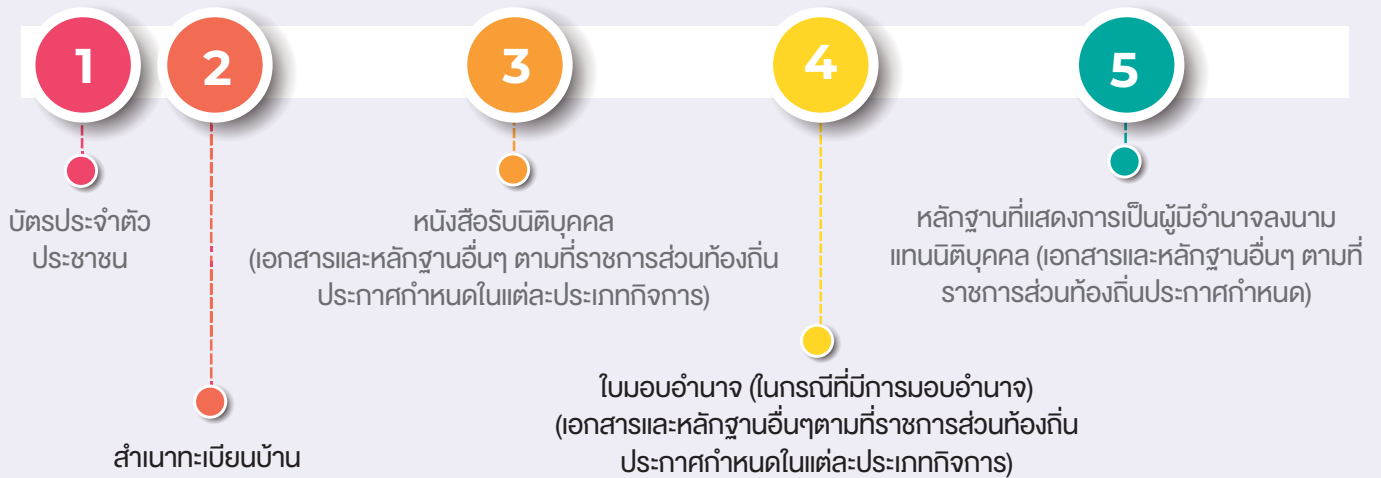 1
บัตรประจำตัว
ประชาชน
2
สำเนาทะเบียนบ้าน
3
หนังสือรับนิติบุคคล
(เอกสารและหลักฐานอื่นๆ ตามที่ราชการส่วนท้องถิ่น
ประกาศกำหนดในแต่ละประเภทกิจการ)
4
ใบมอบอำนาจ (ในกรณีที่มีการมอบอำนาจ)
(เอกสารและหลักฐานอื่นๆตามที่ราชการส่วนท้องถิ่น
ประกาศกำหนดในแต่ละประเภทกิจการ)
5
หลักฐานที่แสดงการเป็นผู้มีอำนาจลงนาม
แทนนิติบุคคล (เอกสารและหลักฐานอื่นๆ ตามที่
ราชการส่วนท้องถิ่นประกาศกำหนด)